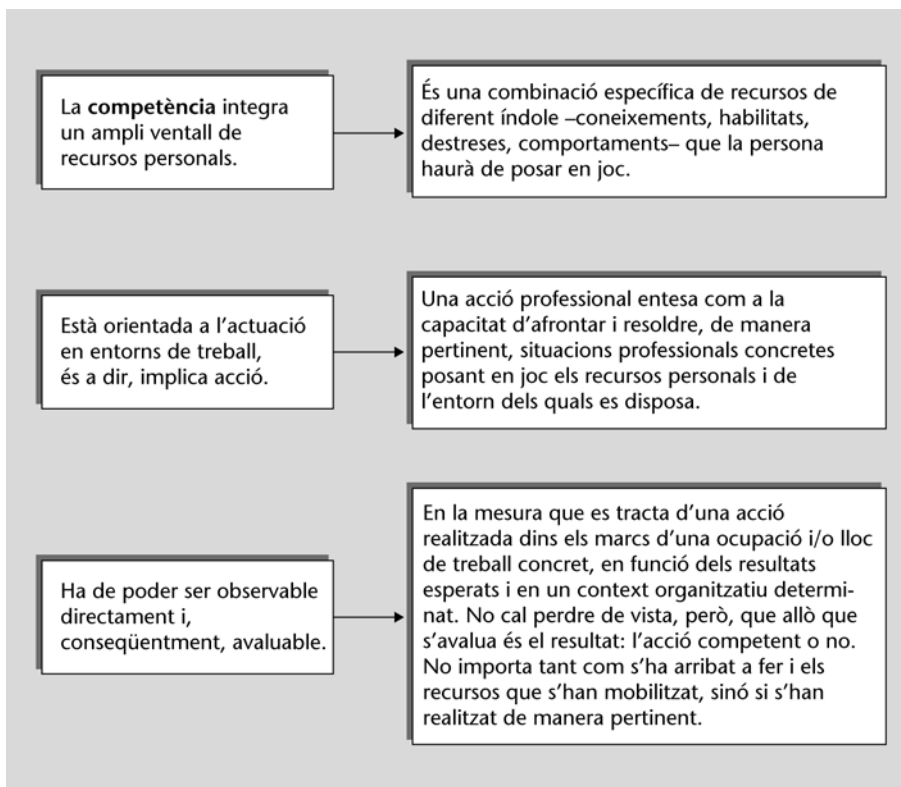 La competència integra
un ampli ventall de
recursos personals.
És una combinació específica de recursos de
diferent índole –coneixements, habilitats,
destreses, comportaments– que la persona
haurà de posar en joc.
Està orientada a l’actuació
en entorns de treball,
és a dir, implica acció.
Una acció professional entesa com a la
capacitat d’afrontar i resoldre, de manera
pertinent, situacions professionals concretes
posant en joc els recursos personals i de
l’entorn dels quals es disposa.
Ha de poder ser observable
directament i,
conseqüentment, avaluable.
En la mesura que es tracta d’una acció
realitzada dins els marcs d’una ocupació i/o lloc
de treball concret, en funció dels resultats
esperats i en un context organitzatiu determi-
nat. No cal perdre de vista, però, que allò que
s’avalua és el resultat: l’acció competent o no.
No importa tant com s’ha arribat a fer i els
recursos que s’han mobilitzat, sinó si s’han
realitzat de manera pertinent.